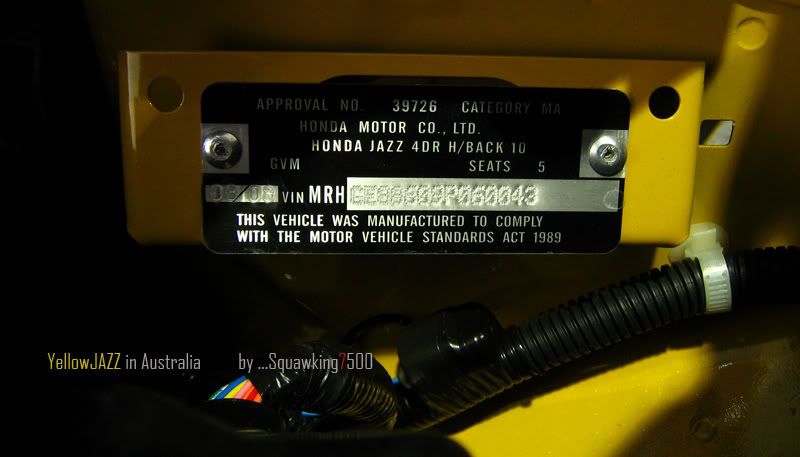 APPROVAL NO. 39726 CATEGORY MA
HONDA MOTOR CO., LTD.
HONDA JAZZ 4DR H/BACK 10
GVM SEATS 5
VIN MRH
THIS VEHICLE WAS MANUFACTURED TO COMPLY
WITH THE MOTOR VEHICLE STANDARDS ACT 1989
YellowJAZZ in Australia by ...Squawking7500